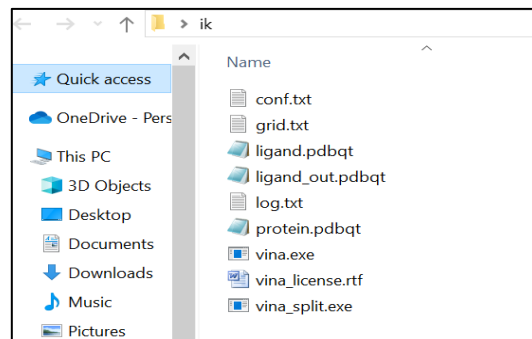 ik
Quick access
OneDrive - Pers
This PC
3D Objects
Desktop
Documents
Downloads
Music
Pictures
Name
conf.txt
grid.txt
ligand.pdbqt
ligand_out.pdbqt
log.txt
protein.pdbqt
vina.exe
vina_license.rtf
vina_split.exe